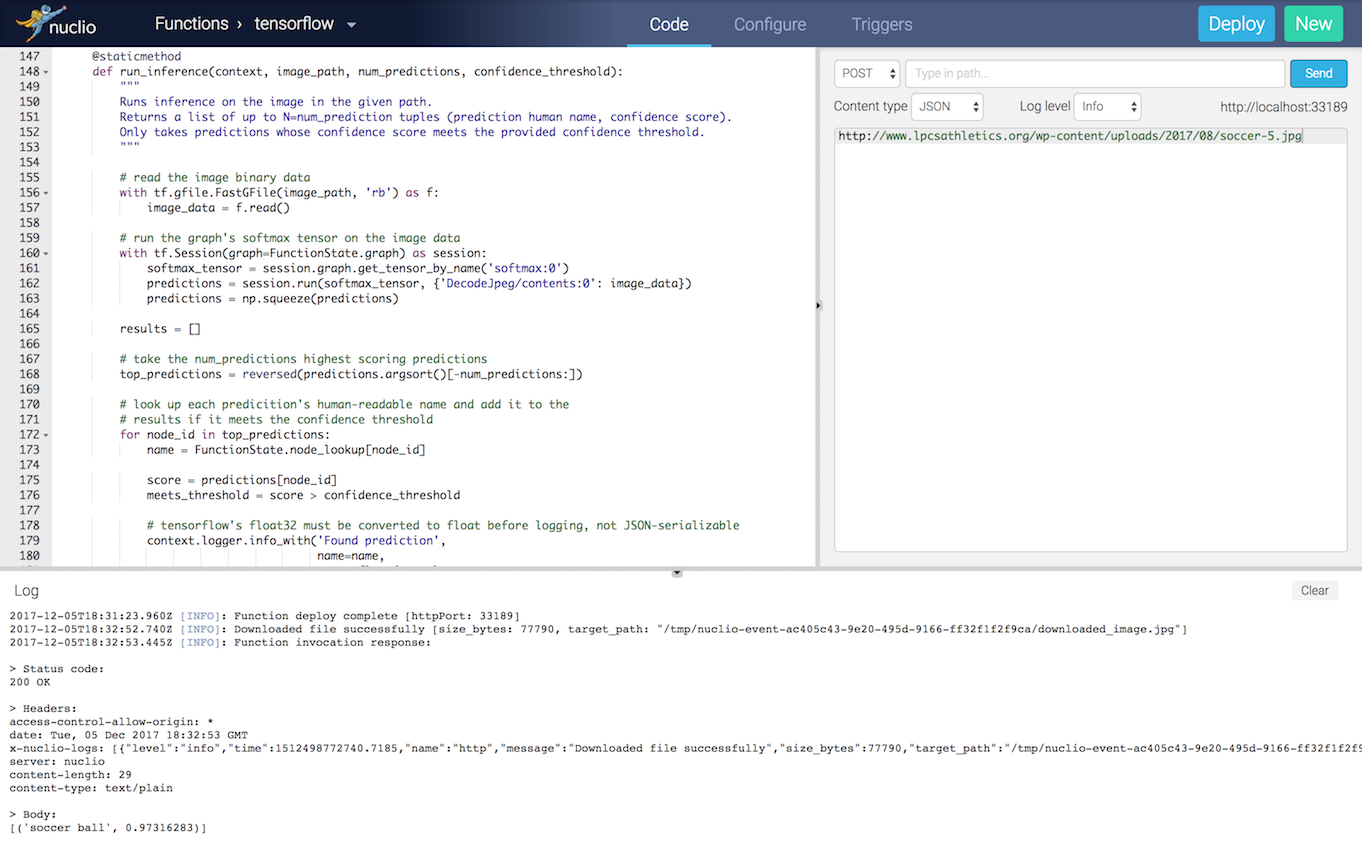 nuclio
Functions › tensorflow
Code
Configure
Triggers
Deploy
New
147 @staticmethod
148 def run_inference(context, image_path, num_predictions, confidence_threshold):
149 """
150 Runs inference on the image in the given path.
151 Returns a list of up to N=num_prediction tuples (prediction human name, confidence score).
152 Only takes predictions whose confidence score meets the provided confidence threshold.
153 """
154
155 # read the image binary data
156 with tf.gfile.FastGFile(image_path, 'rb') as f:
157 image_data = f.read()
158
159 # run the graph's softmax tensor on the image data
160 with tf.Session(graph=FunctionState.graph) as session:
161 softmax_tensor = session.graph.get_tensor_by_name('softmax:0')
162 predictions = session.run(softmax_tensor, {'DecodeJpeg/contents:0': image_data})
163 predictions = np.squeeze(predictions)
164
165 results = []
166
167 # take the num_predictions highest scoring predictions
168 top_predictions = reversed(predictions.argsort()[-num_predictions:])
169
170 # look up each predicition's human-readable name and add it to the
171 # results if it meets the confidence threshold
172 for node_id in top_predictions:
173 name = FunctionState.node_lookup[node_id]
174
175 score = predictions[node_id]
176 meets_threshold = score > confidence_threshold
177
178 # tensorflow's float32 must be converted to float before logging, not JSON-serializable
179 context.logger.info_with('Found prediction',
180 name=name,
POST
Type in path...
Send
Content type JSON
Log level Info
http://localhost:33189
http://www.lpcsathletics.org/wp-content/uploads/2017/08/soccer-5.jpg
Log
Clear
2017-12-05T18:31:23.960Z [INFO]: Function deploy complete [httpPort: 33189]
2017-12-05T18:32:52.740Z [INFO]: Downloaded file successfully [size_bytes: 77790, target_path: "/tmp/nuclio-event-ac405c43-9e20-495d-9166-ff32f1f2f9ca/downloaded_image.jpg"]
2017-12-05T18:32:53.445Z [INFO]: Function invocation response:
> Status code:
200 OK
> Headers:
access-control-allow-origin: *
date: Tue, 05 Dec 2017 18:32:53 GMT
x-nuclio-logs: [{"level":"info","time":1512498772740.7185,"name":"http","message":"Downloaded file successfully","size_bytes":77790,"target_path":"/tmp/nuclio-event-ac405c43-9e20-495d-9166-ff32f1f2f9
server: nuclio
content-length: 29
content-type: text/plain
> Body:
[('soccer ball', 0.97316283)]